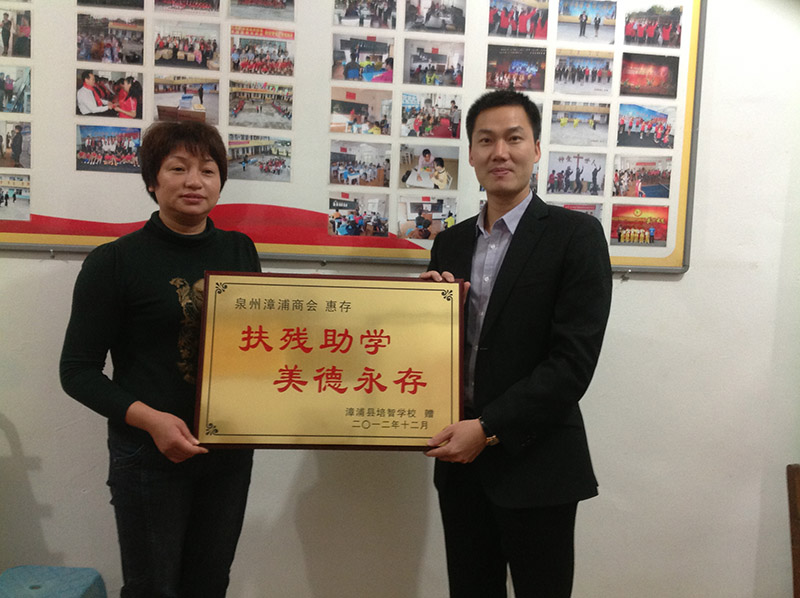 泉州漳浦商会 惠存
扶残助学
美德永存
漳浦县培智学校 赠
二〇一二年十二月